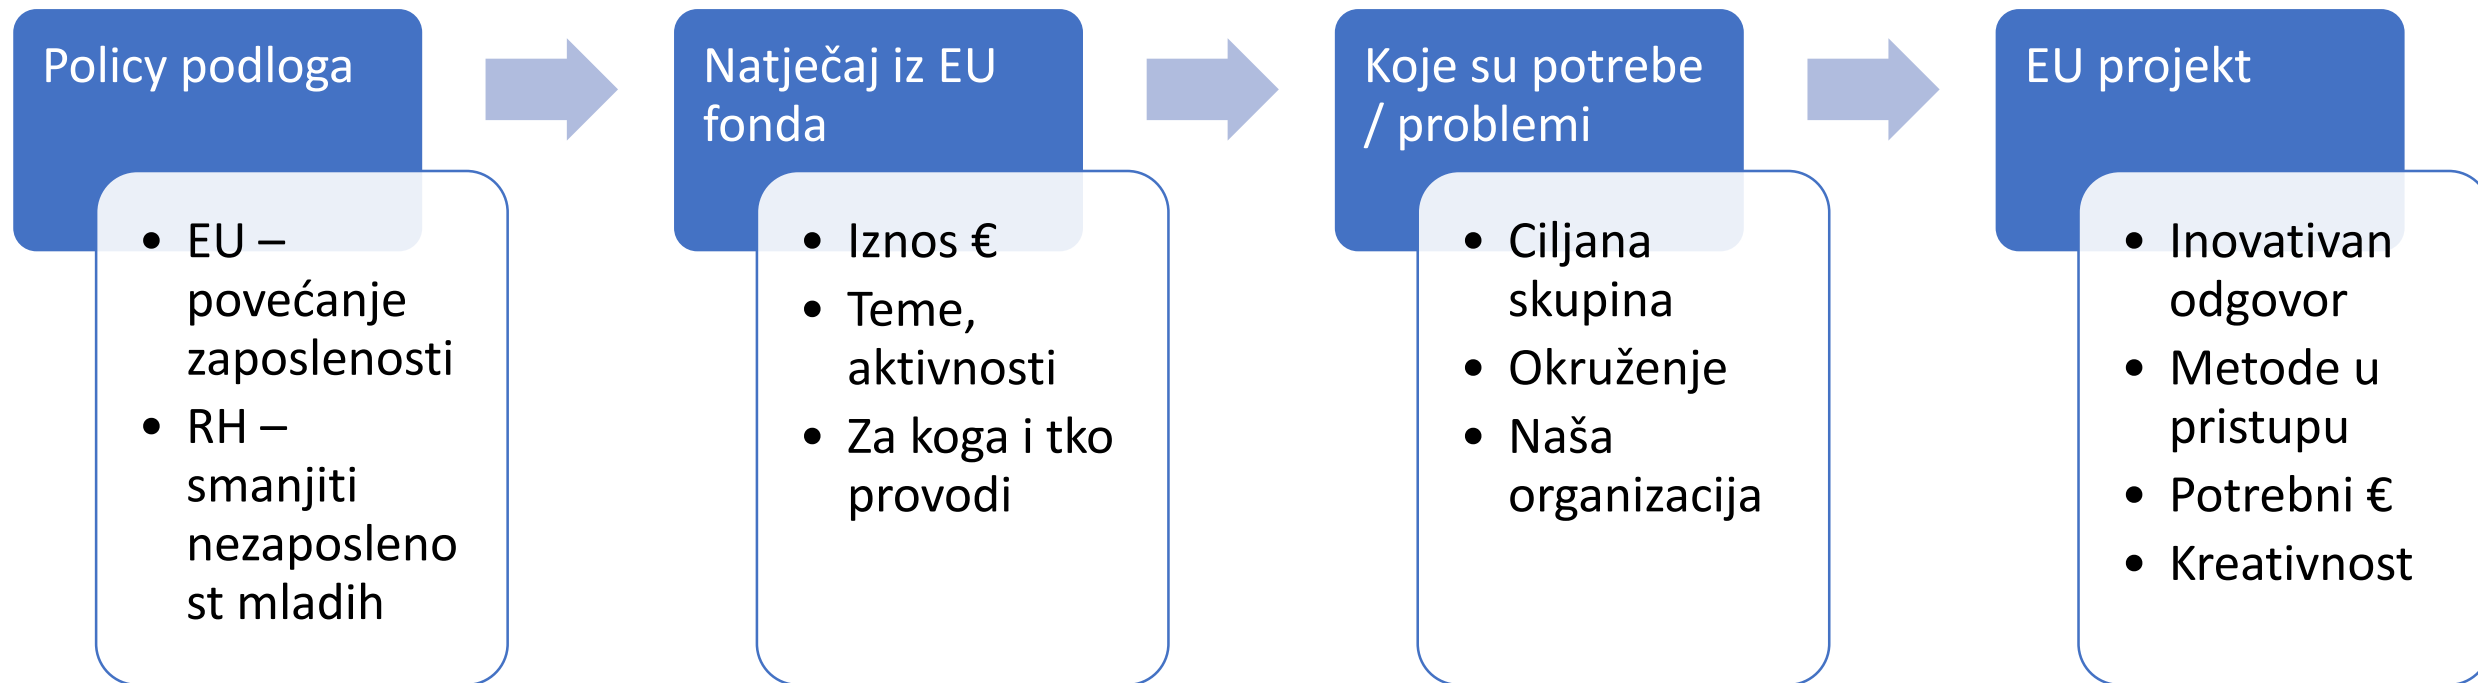 Policy podloga
• EU –
povećanje
zaposlenosti
• RH –
smanjiti
nezaposleno
st mladih
Natječaj iz EU
fonda
• Iznos €
• Teme,
aktivnosti
• Za koga i tko
provodi
Koje su potrebe
/ problemi
• Ciljana
skupina
• Okruženje
• Naša
organizacija
EU projekt
• Inovativan
odgovor
• Metode u
pristupu
• Potrebni €
• Kreativnost